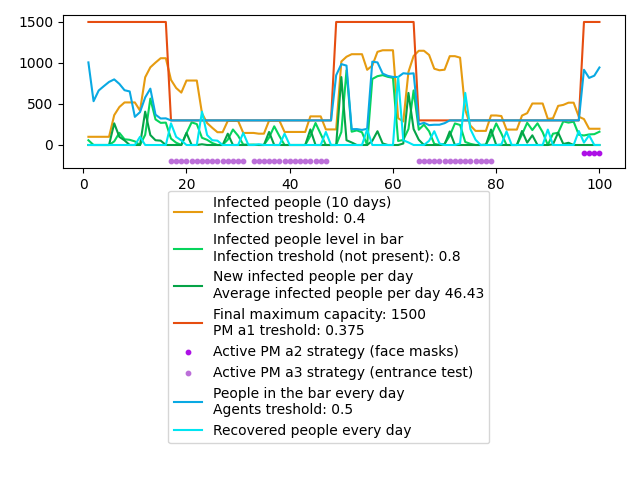 1500
1000
500
0
0 20 40 60 80 100
Infected people (10 days)
Infection treshold: 0.4
Infected people level in bar
Infection treshold (not present): 0.8
New infected people per day
Average infected people per day 46.43
Final maximum capacity: 1500
PM a1 treshold: 0.375
Active PM a2 strategy (face masks)
Active PM a3 strategy (entrance test)
People in the bar every day
Agents treshold: 0.5
Recovered people every day